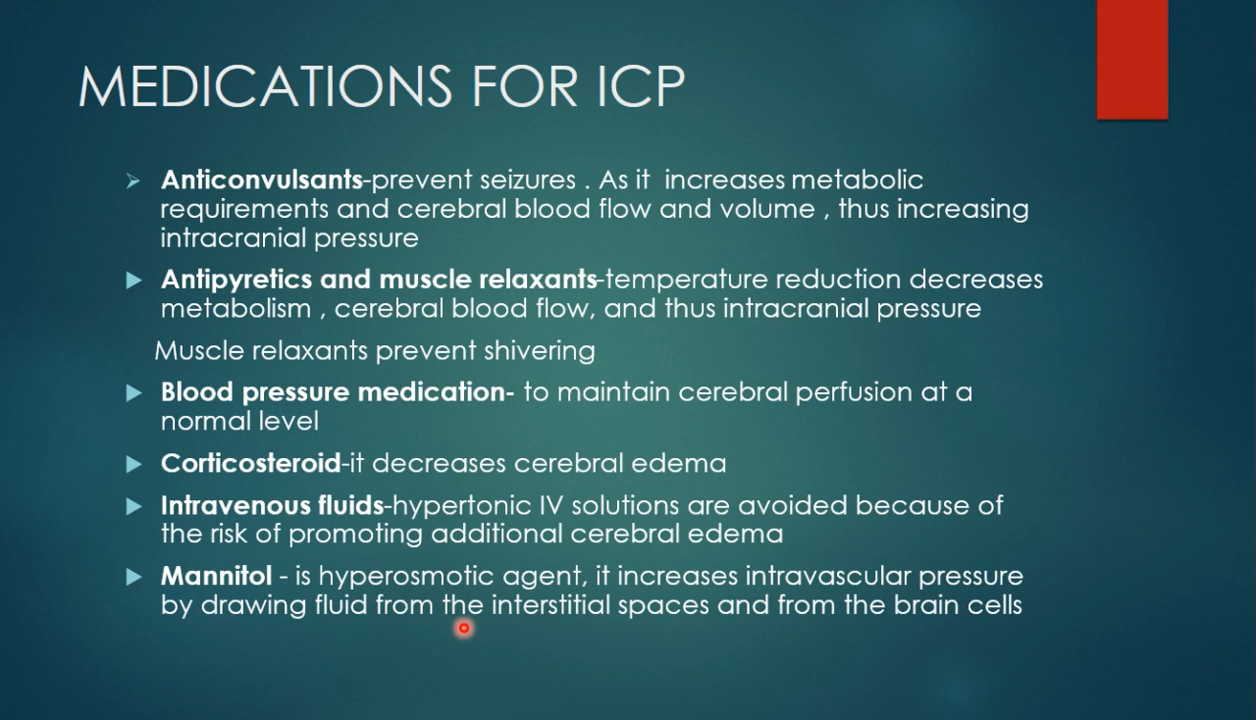 MEDICATIONS FOR ICP
Anticonvulsants-prevent seizures . As it  increases metabolic
requirements and cerebral blood flow and volume , thus increasing
intracranial pressure
Antipyretics and muscle relaxants-temperature reduction decreases
metabolism , cerebral blood flow, and thus intracranial pressure
Muscle relaxants prevent shivering
Blood pressure medication- to maintain cerebral perfusion at a
normal level
Corticosteroid-it decreases cerebral edema
Intravenous fluids-hypertonic IV solutions are avoided because of
the risk of promoting additional cerebral edema
Mannitol - is hyperosmotic agent, it increases intravascular pressure
by drawing fluid from the interstitial spaces and from the brain cells